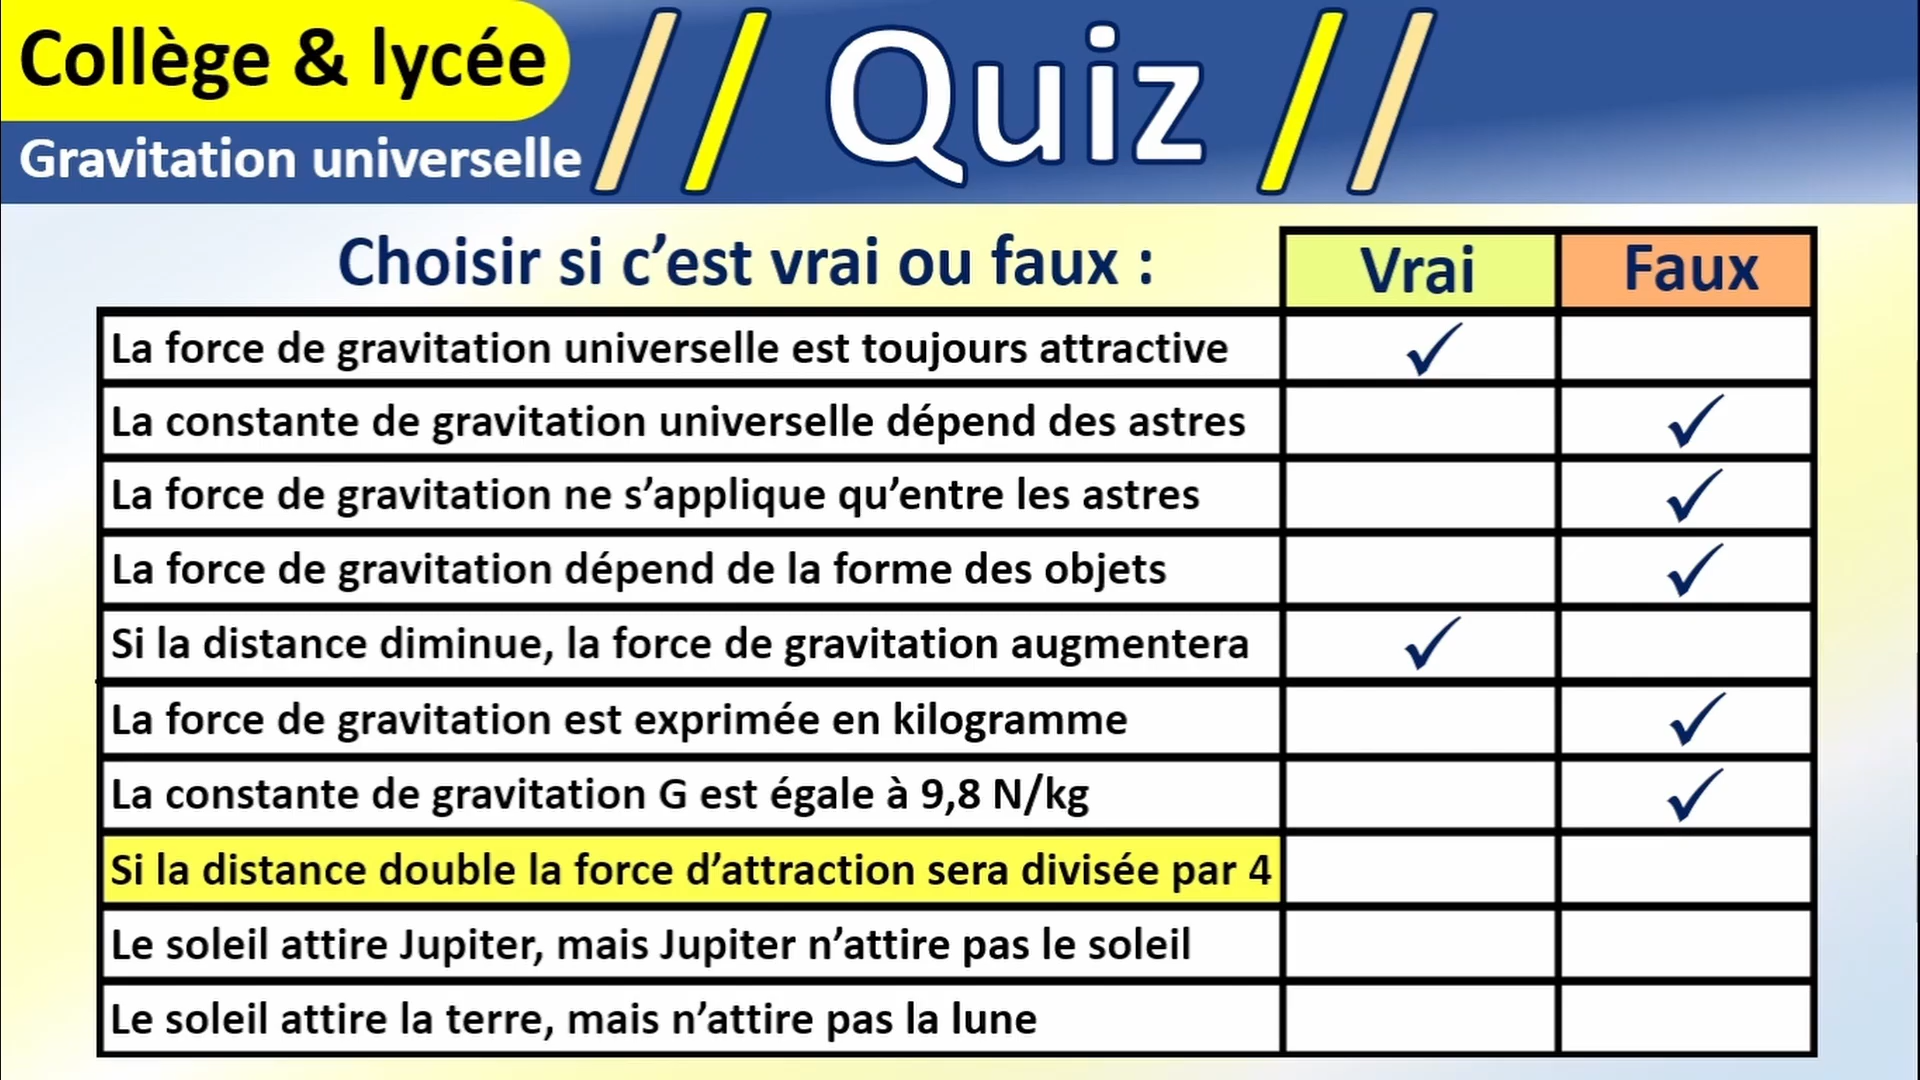 Collège & lycée
Gravitation universelle
// Quiz //
Choisir si c’est vrai ou faux :
Vrai
Faux
La force de gravitation universelle est toujours attractive ✓
La constante de gravitation universelle dépend des astres ✓
La force de gravitation ne s’applique qu’entre les astres ✓
La force de gravitation dépend de la forme des objets ✓
Si la distance diminue, la force de gravitation augmentera ✓
La force de gravitation est exprimée en kilogramme ✓
La constante de gravitation G est égale à 9,8 N/kg ✓
Si la distance double la force d’attraction sera divisée par 4
Le soleil attire Jupiter, mais Jupiter n’attire pas le soleil
Le soleil attire la terre, mais n’attire pas la lune